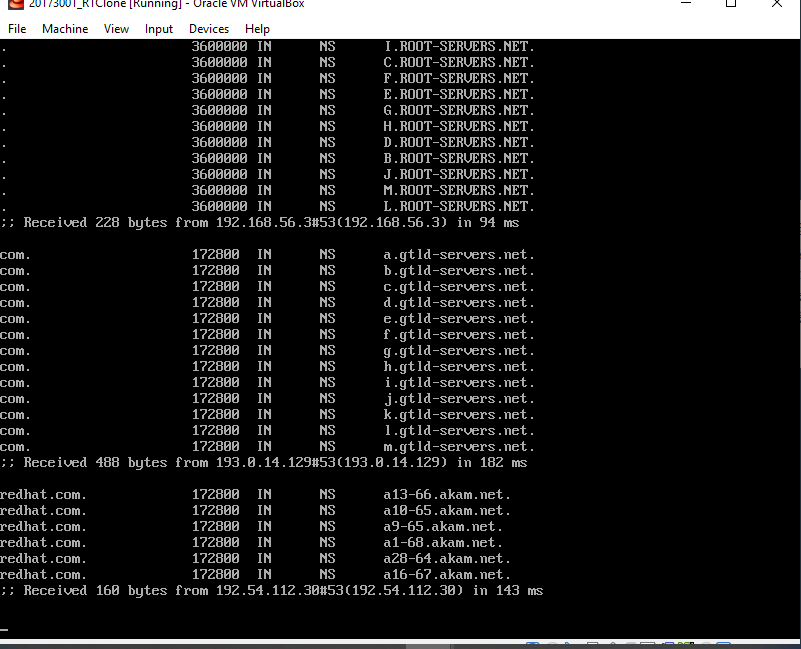 20173001_R1Clone [Running] - Oracle VM VirtualBox
File Machine View Input Devices Help
. 3600000 IN NS I.ROOT-SERVERS.NET.
. 3600000 IN NS C.ROOT-SERVERS.NET.
. 3600000 IN NS F.ROOT-SERVERS.NET.
. 3600000 IN NS E.ROOT-SERVERS.NET.
. 3600000 IN NS G.ROOT-SERVERS.NET.
. 3600000 IN NS H.ROOT-SERVERS.NET.
. 3600000 IN NS D.ROOT-SERVERS.NET.
. 3600000 IN NS B.ROOT-SERVERS.NET.
. 3600000 IN NS J.ROOT-SERVERS.NET.
. 3600000 IN NS M.ROOT-SERVERS.NET.
. 3600000 IN NS L.ROOT-SERVERS.NET.
;; Received 228 bytes from 192.168.56.3#53(192.168.56.3) in 94 ms
com. 172800 IN NS a.gtld-servers.net.
com. 172800 IN NS b.gtld-servers.net.
com. 172800 IN NS c.gtld-servers.net.
com. 172800 IN NS d.gtld-servers.net.
com. 172800 IN NS e.gtld-servers.net.
com. 172800 IN NS f.gtld-servers.net.
com. 172800 IN NS g.gtld-servers.net.
com. 172800 IN NS h.gtld-servers.net.
com. 172800 IN NS i.gtld-servers.net.
com. 172800 IN NS j.gtld-servers.net.
com. 172800 IN NS k.gtld-servers.net.
com. 172800 IN NS l.gtld-servers.net.
com. 172800 IN NS m.gtld-servers.net.
;; Received 488 bytes from 193.0.14.129#53(193.0.14.129) in 182 ms
redhat.com. 172800 IN NS a13-66.akam.net.
redhat.com. 172800 IN NS a10-65.akam.net.
redhat.com. 172800 IN NS a9-65.akam.net.
redhat.com. 172800 IN NS a1-68.akam.net.
redhat.com. 172800 IN NS a28-64.akam.net.
redhat.com. 172800 IN NS a16-67.akam.net.
;; Received 160 bytes from 192.54.112.30#53(192.54.112.30) in 143 ms